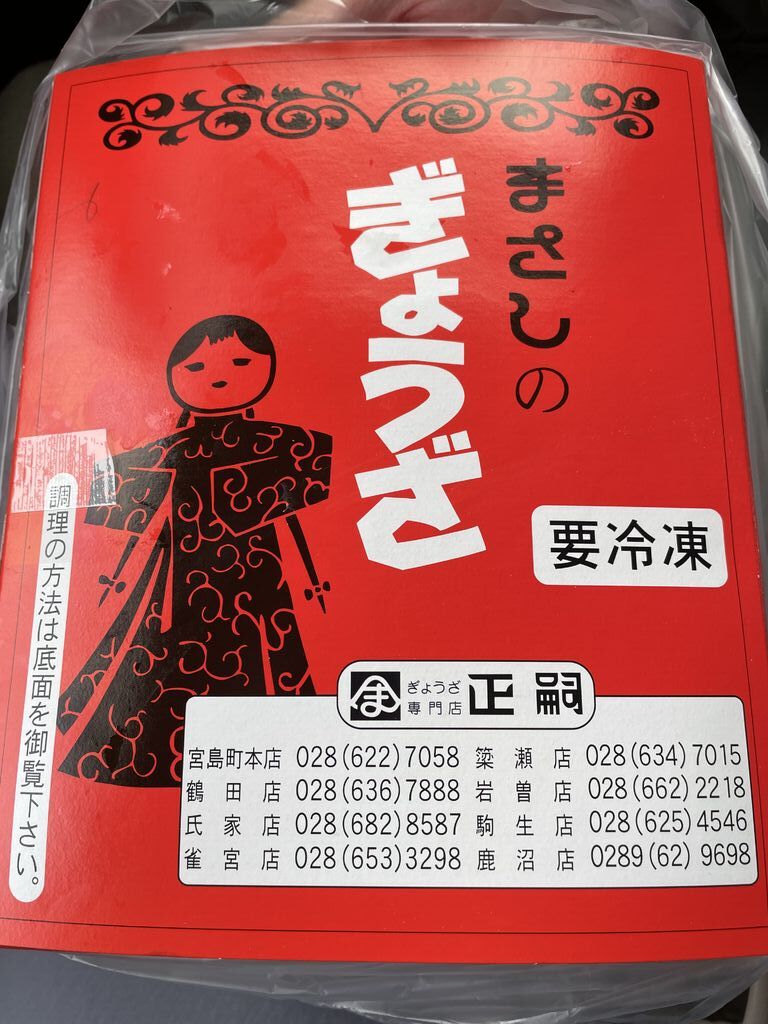 まさしの
ぎょうざ
要冷凍
調理の方法は底面を御覧下さい。
ま
ぎょうざ
専門店
正嗣
宮島町本店 028(622)7058 簗瀬店 028(634)7015
鶴田店 028(636)7888 岩曽店 028(662)2218
氏家店 028(682)8587 駒生店 028(625)4546
雀宮店 028(653)3298 鹿沼店 0289(62)9698